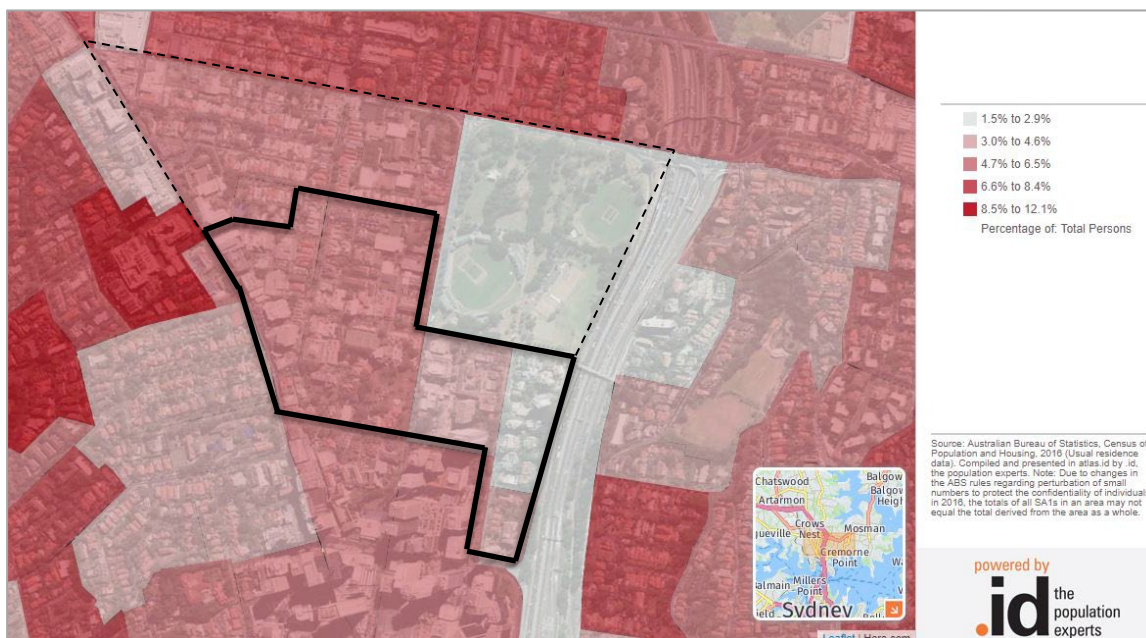 1.5% to 2.9%
3.0% to 4.6%
4.7% to 6.5%
6.6% to 8.4%
8.5% to 12.1%
Percentage of: Total Persons
Source: Australian Bureau of Statistics, Census of
Population and Housing, 2016 (Usual residence
data). Compiled and presented in atlas.id by .id,
the population experts. Note: Due to changes in
the ABS rules regarding perturbation of small
numbers to protect the confidentiality of individual
in 2016, the totals of all SA1s in an area may not
equal the total derived from the area as a whole.
Chatswood
Artarmon
Balgow
Balgow
Heigh
Crows
Nest
Mosman
gueville
Cremorne
Point
almain
Millers
Point
Sydney
powered by
.id the
population
experts